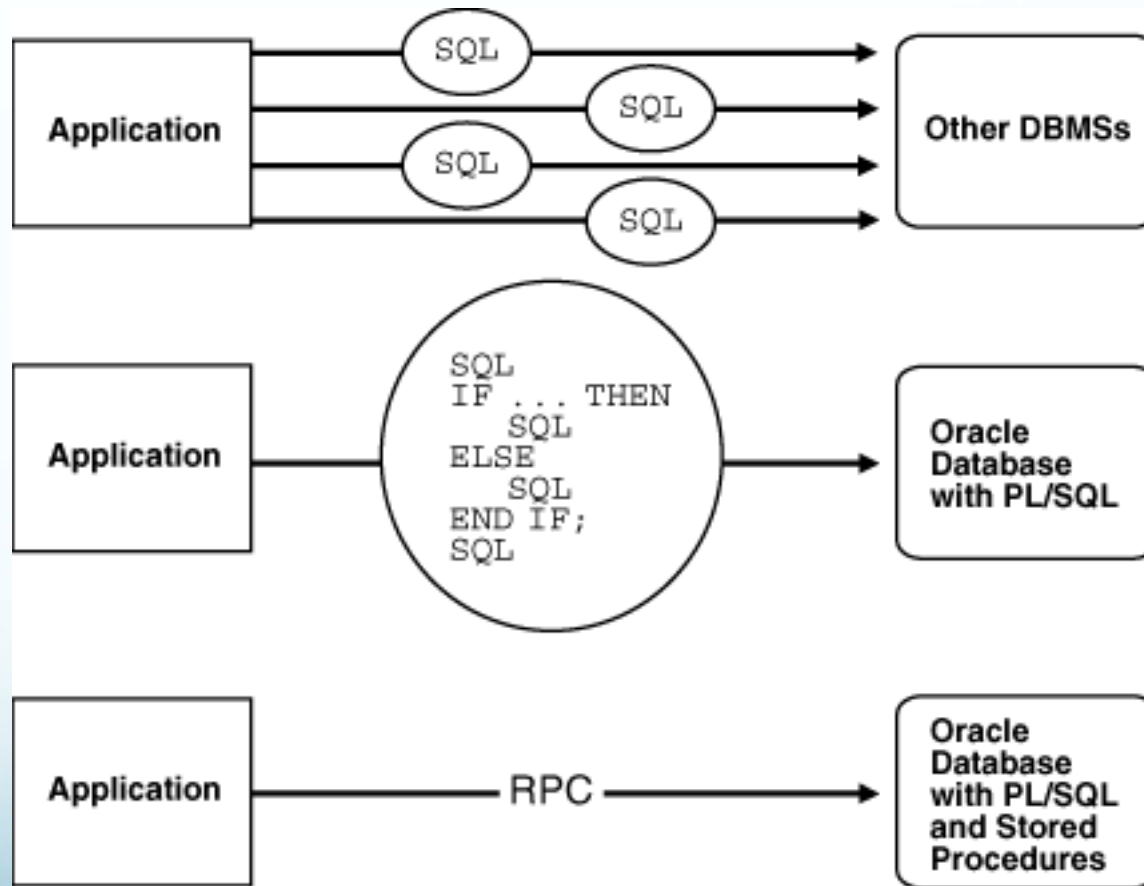 Application
SQL
SQL
SQL
SQL
Other DBMSs
Application
SQL
IF ... THEN
SQL
ELSE
SQL
END IF;
SQL
Oracle
Database
with PL/SQL
Application
RPC
Oracle
Database
with PL/SQL
and Stored
Procedures